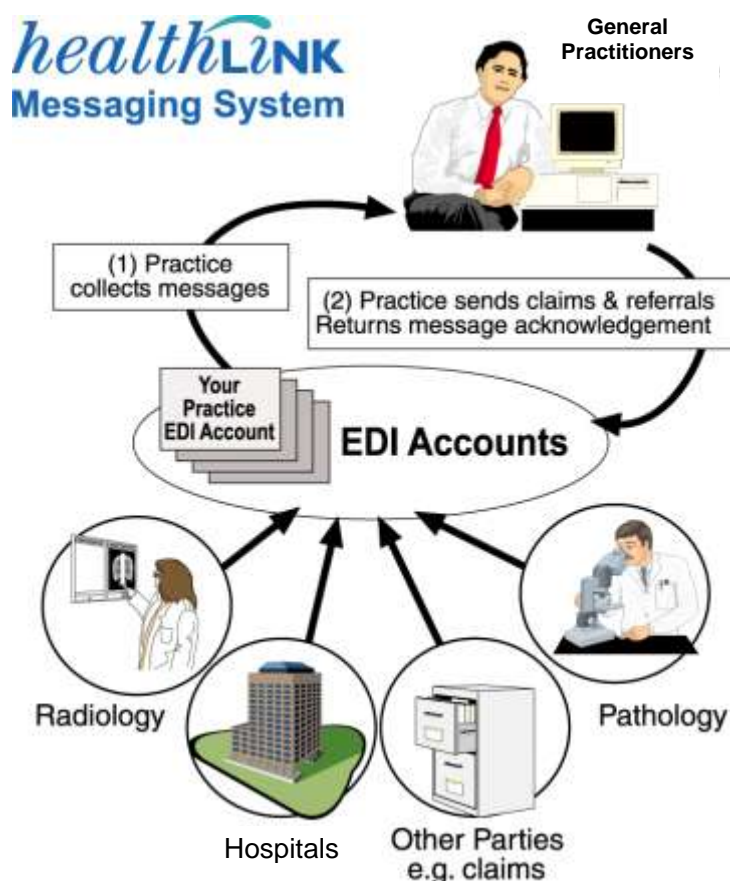 healthLINK
Messaging System
General
Practitioners
(1) Practice
collects messages
(2) Practice sends claims & referrals
Returns message acknowledgement
Your
Practice
EDI Account
EDI Accounts
Radiology
Pathology
Hospitals
Other Parties
e.g. claims